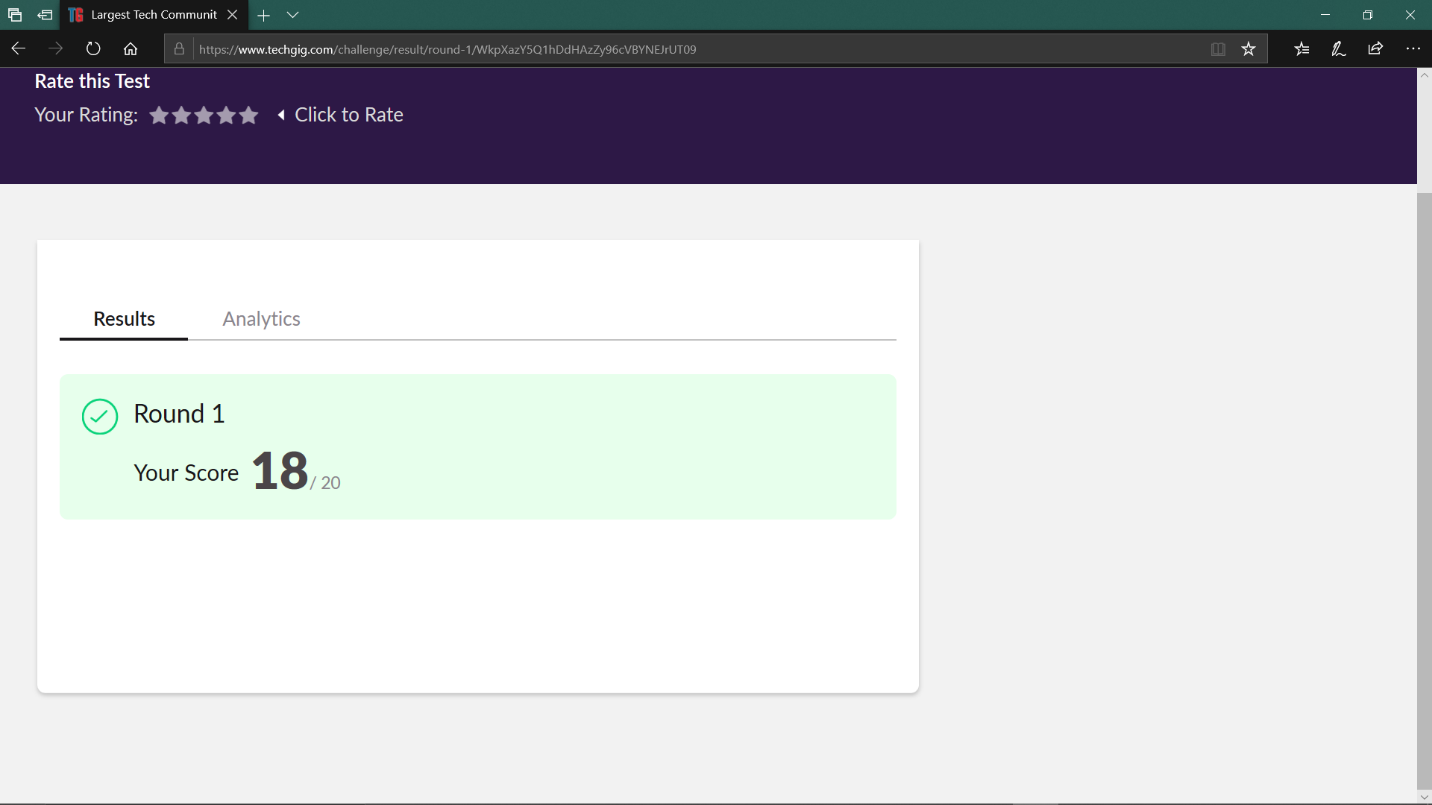 Largest Tech Communit
https://www.techgig.com/challenge/result/round-1/WkpXazY5Q1hDdHAzZy96cVBYNEJrUT09
Rate this Test
Your Rating: Click to Rate
Results Analytics
Round 1
Your Score 18/ 20